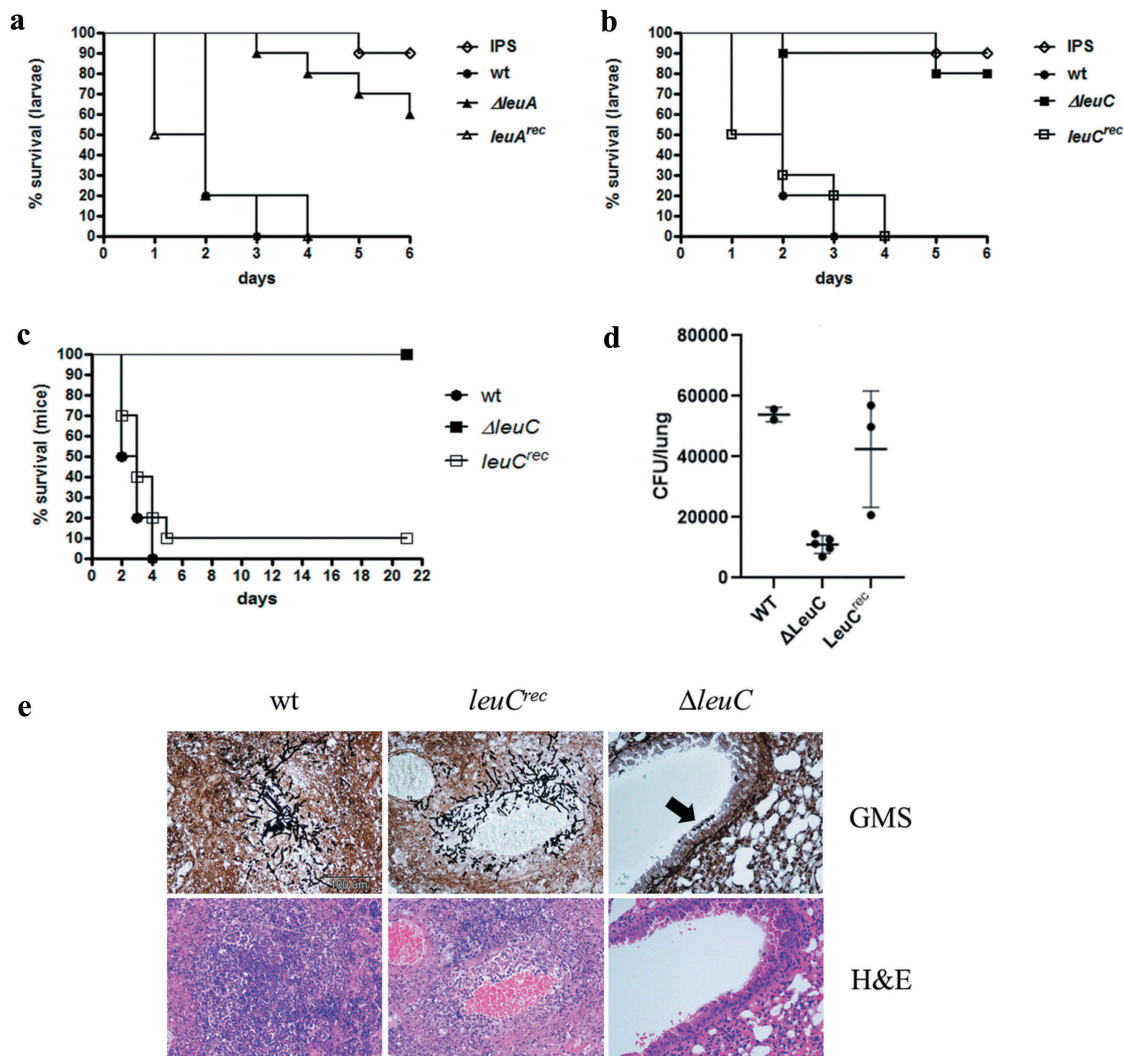 a
100
90
80
70
60
50
40
30
20
10
0
% survival (larvae)
0 1 2 3 4 5 6
days
IPS
wt
ΔleuA
leuA^rec
b
100
90
80
70
60
50
40
30
20
10
0
% survival (larvae)
0 1 2 3 4 5 6
days
IPS
wt
ΔleuC
leuC^rec
c
100
90
80
70
60
50
40
30
20
10
0
% survival (mice)
0 2 4 6 8 10 12 14 16 18 20 22
days
wt
ΔleuC
leuC^rec
d
80000
60000
40000
20000
0
CFU/lung
WT
ΔLeuC
LeuC^rec
e
wt leuC^rec ΔleuC
GMS
H&E